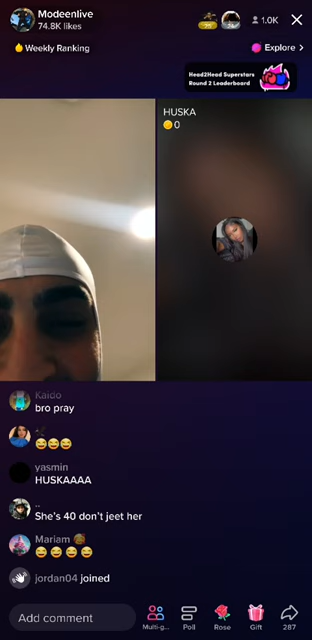 Modeenlive
74.8K likes
1.0K
Weekly Ranking
Explore >
Head2Head Superstars
Round 2 Leaderboard
HUSKA
0
Kaido
bro pray
😂😂😂
yasmin
HUSKAAAA
..
She's 40 don't jeet her
Mariam
😂😂😂😂
jordan04 joined
Add comment
Multi-g...
Poll
Rose
Gift
287